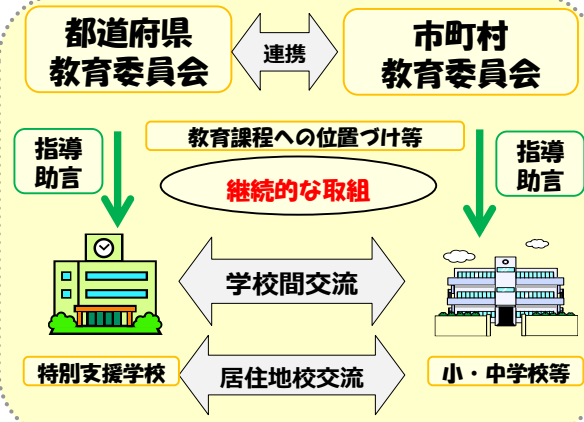 都道府県
教育委員会
連携
市町村
教育委員会
指導
助言
教育課程への位置づけ等
継続的な取組
指導
助言
学校間交流
特別支援学校
居住地校交流
小・中学校等